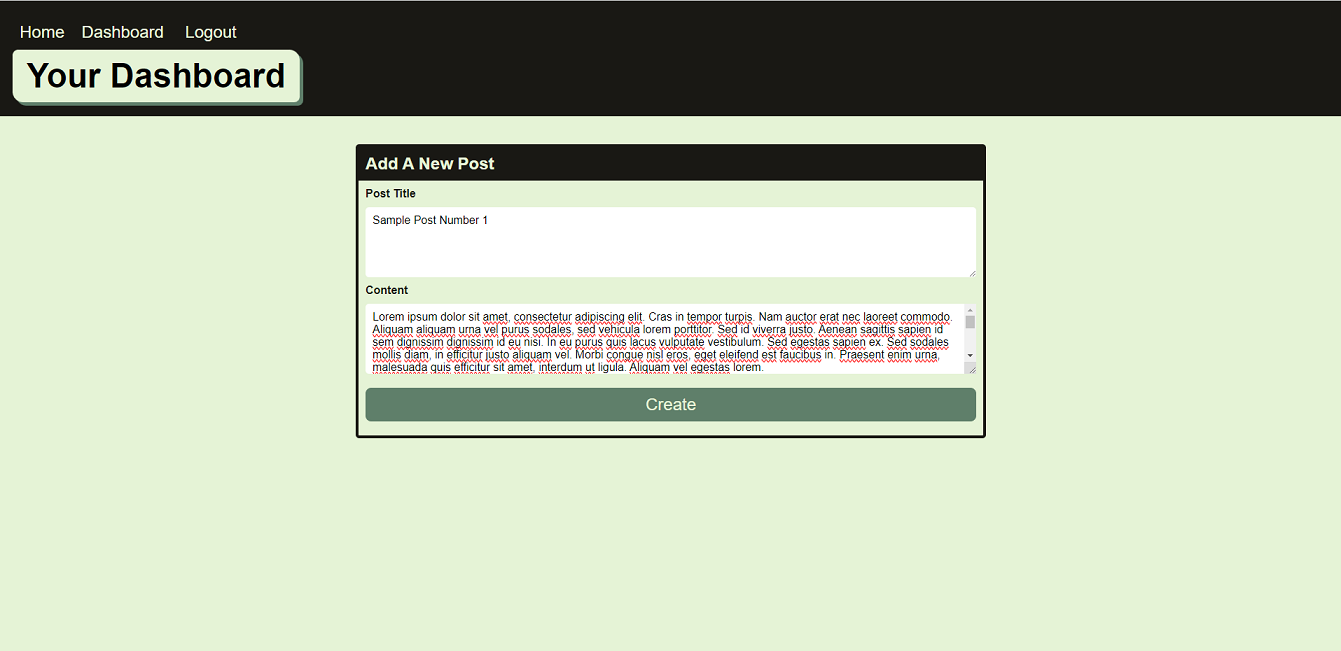 Home Dashboard Logout
Your Dashboard
Add A New Post
Post Title
Sample Post Number 1
Content
Lorem ipsum dolor sit amet, consectetur adipiscing elit. Cras in tempor turpis. Nam auctor erat nec laoreet commodo.
Aliquam aliquam urna vel purus sodales, sed vehicula lorem porttitor. Sed id viverra justo. Aenean sagittis sapien id
sem dignissim dignissim id eu nisi. In eu purus quis lacus vulputate vestibulum. Sed egestas sapien ex. Sed sodales
mollis diam, in efficitur justo aliquam vel. Morbi congue nisl eros, eget eleifend est faucibus in. Praesent enim urna,
malesuada quis efficitur sit amet, interdum ut ligula. Aliquam vel egestas lorem.
Create